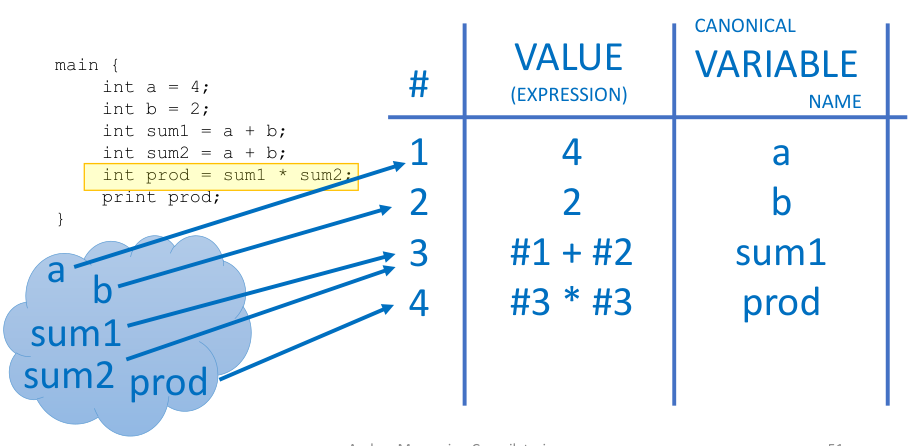 main {
int a = 4;
int b = 2;
int sum1 = a + b;
int sum2 = a + b;
int prod = sum1 * sum2;
print prod;
}
a
b
sum1
sum2
prod
#
VALUE
(EXPRESSION)
CANONICAL
VARIABLE
NAME
1 4 a
2 2 b
3 #1 + #2 sum1
4 #3 * #3 prod
51